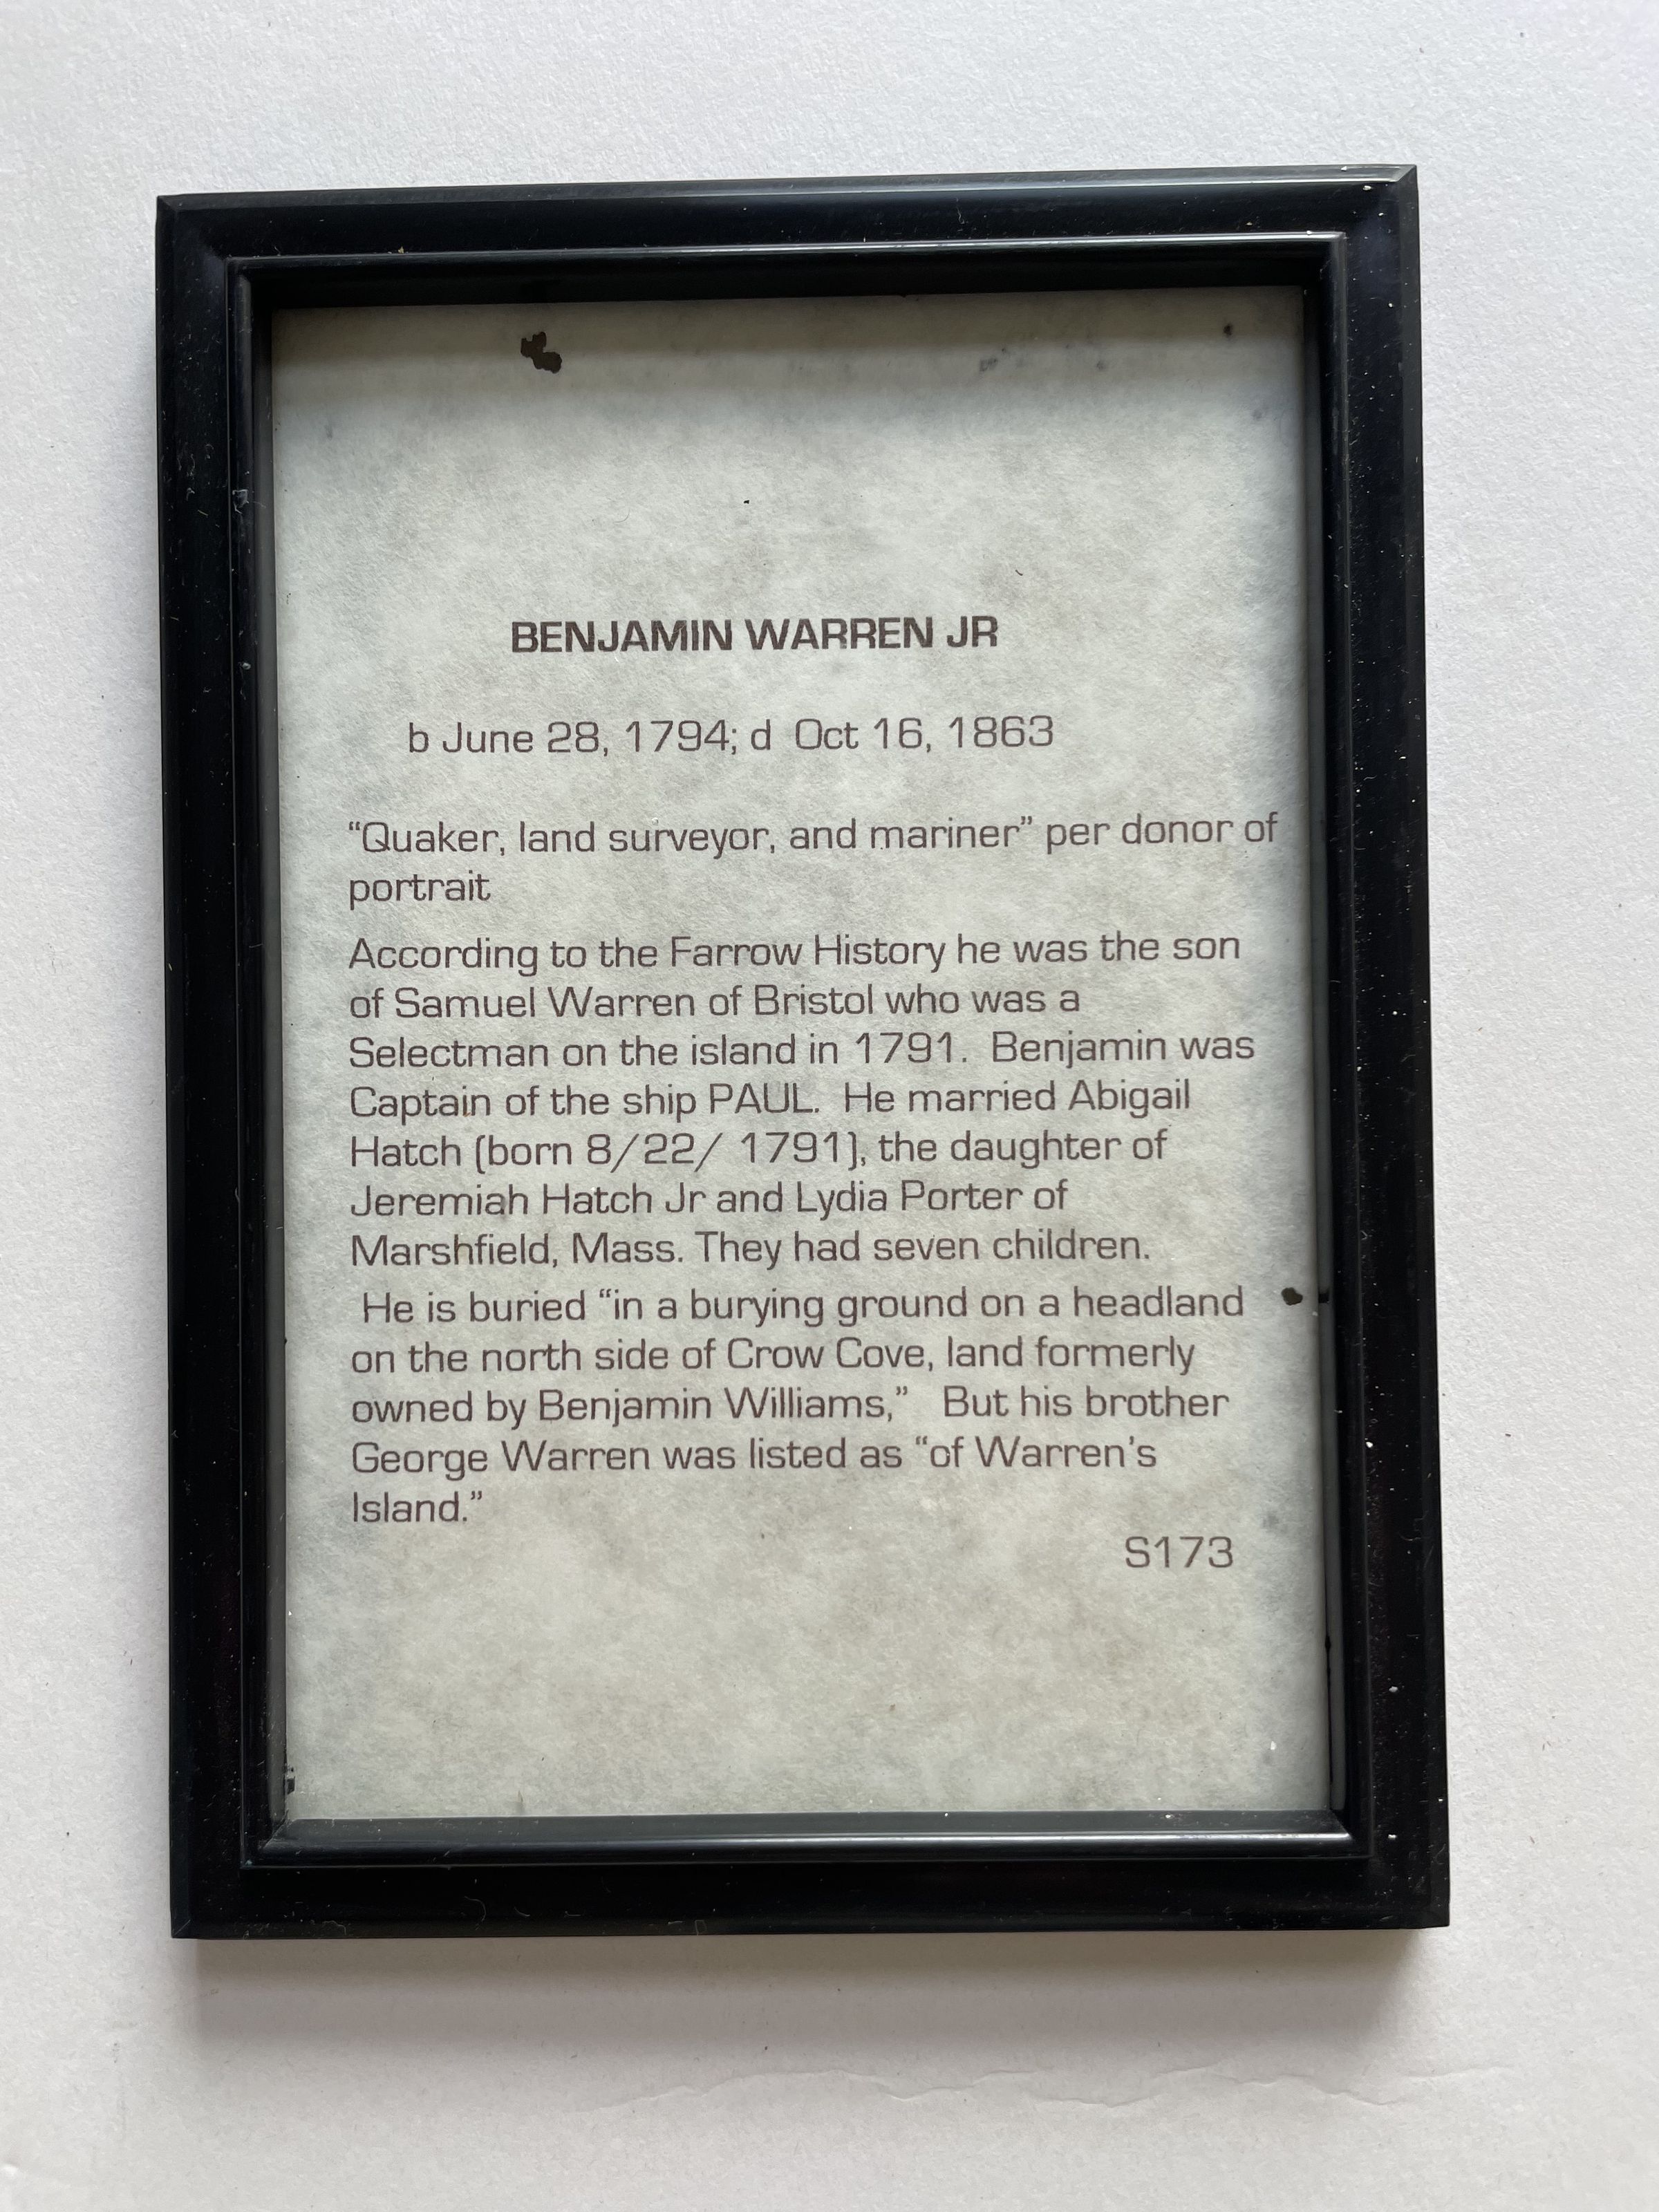 BENJAMIN WARREN JR
b June 28, 1794; d  Oct 16, 1863
“Quaker, land surveyor, and mariner” per donor of
portrait
According to the Farrow History he was the son
of Samuel Warren of Bristol who was a
Selectman on the island in 1791.  Benjamin was
Captain of the ship PAUL.  He married Abigail
Hatch (born 8/22/ 1791), the daughter of
Jeremiah Hatch Jr and Lydia Porter of
Marshfield, Mass. They had seven children.
He is buried “in a burying ground on a headland
on the north side of Crow Cove, land formerly
owned by Benjamin Williams,”   But his brother
George Warren was listed as “of Warren’s
Island.”
S173